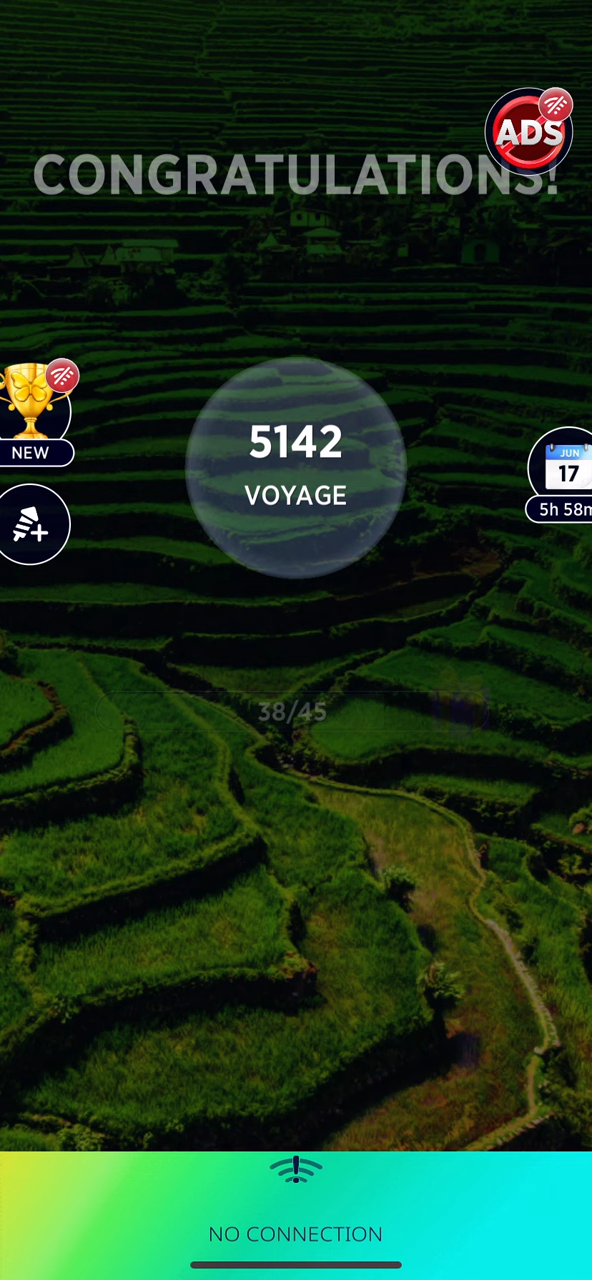 ADS
CONGRATULATIONS!
NEW
5142
VOYAGE
JUN
17
5h 58m
38/45
NO CONNECTION